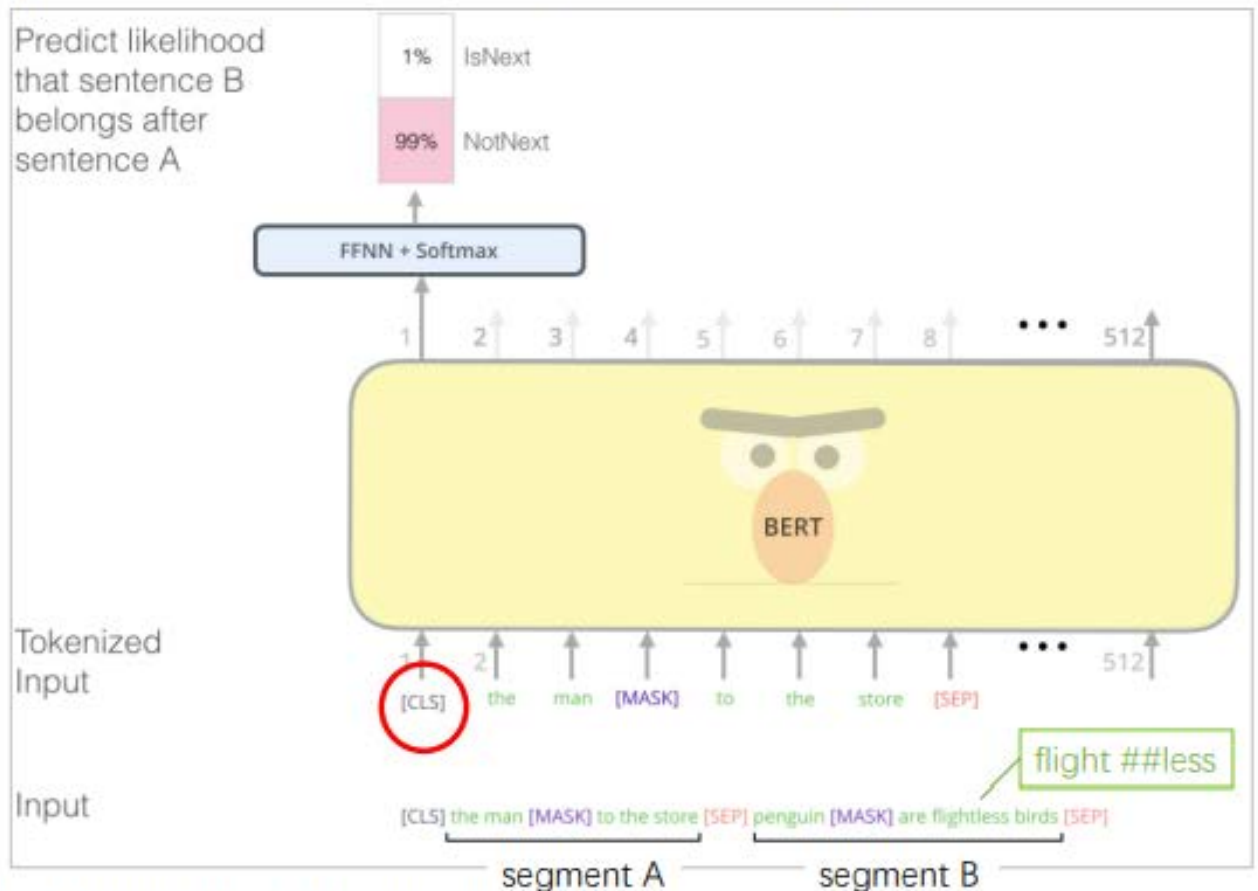 Predict likelihood
that sentence B
belongs after
sentence A
1% IsNext
99% NotNext
FFNN + Softmax
1 2 3 4 5 6 7 8 ••• 512
BERT
Tokenized
Input
1 2 ••• 512
[CLS] the man [MASK] to the store [SEP]
flight ##less
Input
[CLS] the man [MASK] to the store [SEP] penguin [MASK] are flightless birds [SEP]
segment A segment B